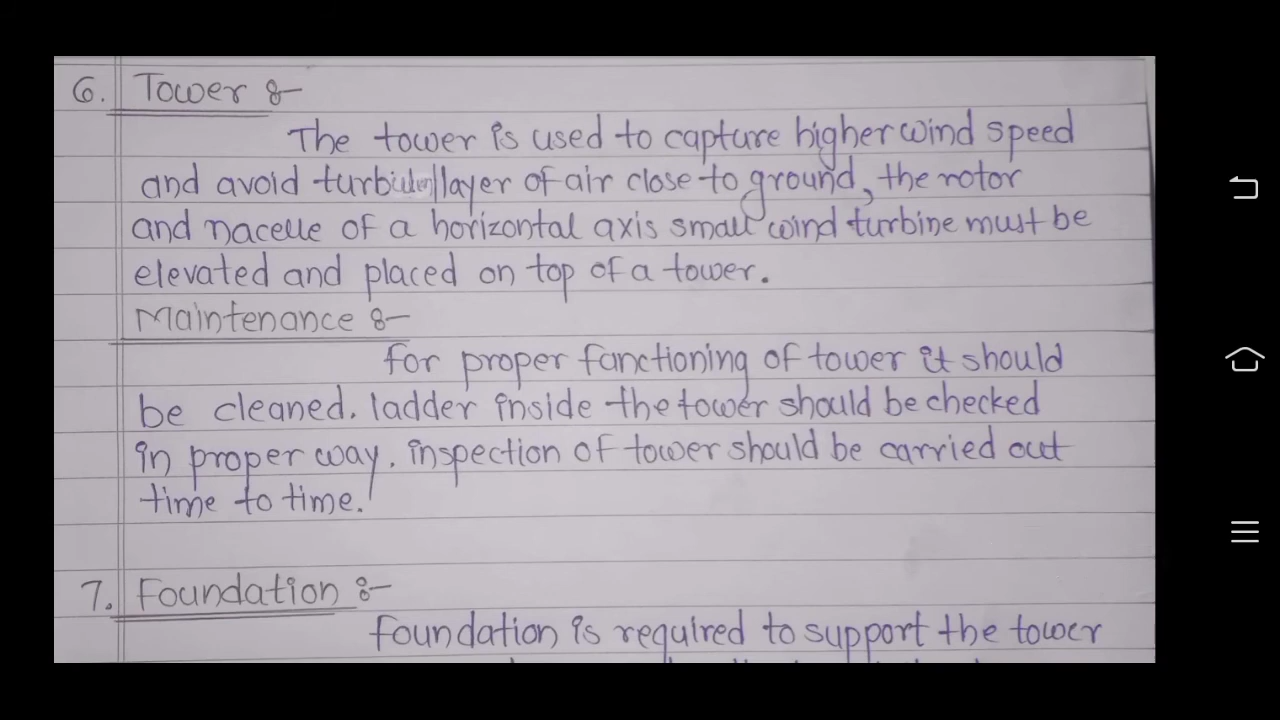 6. Tower :-
The tower is used to capture higher wind speed
and avoid layer of air close to ground, the rotor
and nacelle of a horizontal axis small wind turbine must be
elevated and placed on top of a tower.
Maintenance :-
for proper fanctioning of tower it should
be cleaned. ladder inside the tower should be checked
in proper way. inspection of tower should be carried out
time to time.
7. Foundation :-
foundation is required to support the tower